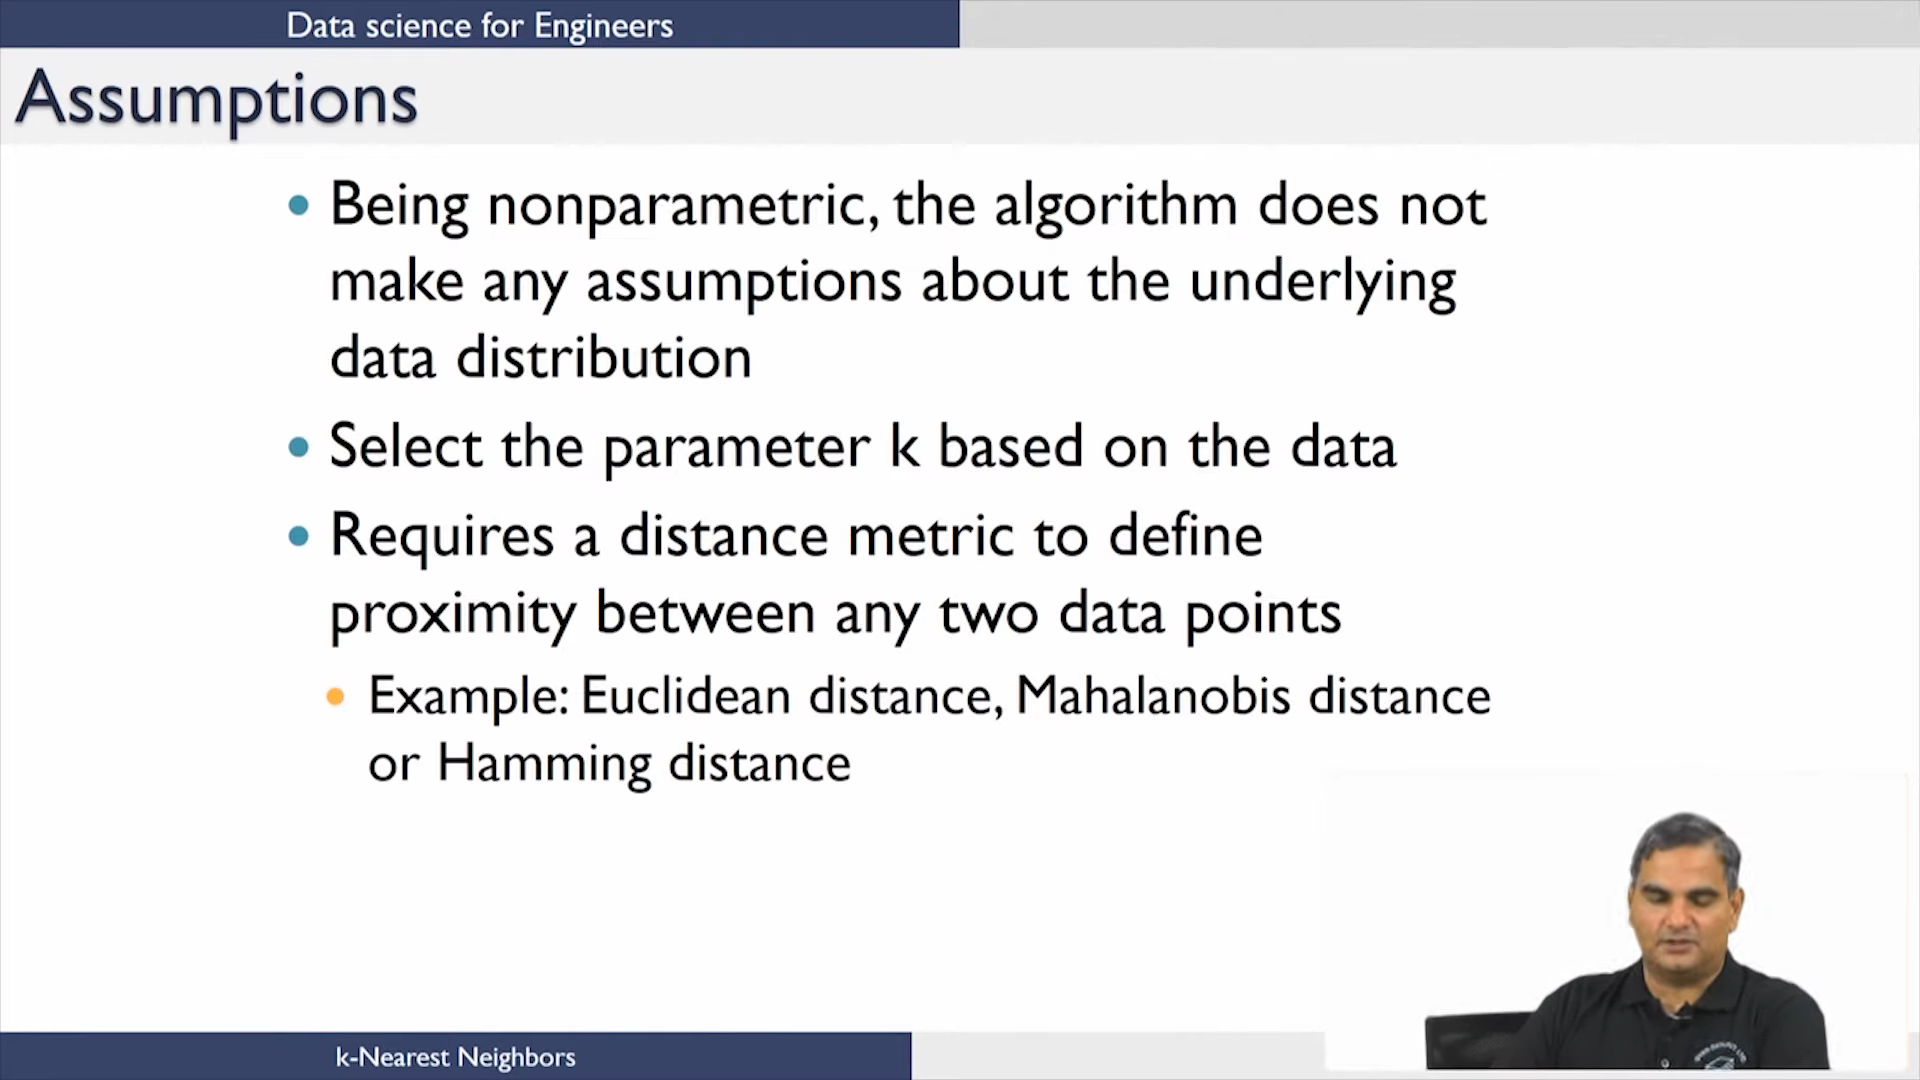 Data science for Engineers
Assumptions
Being nonparametric, the algorithm does not
make any assumptions about the underlying
data distribution
Select the parameter k based on the data
Requires a distance metric to define
proximity between any two data points
Example: Euclidean distance, Mahalanobis distance
or Hamming distance
k-Nearest Neighbors